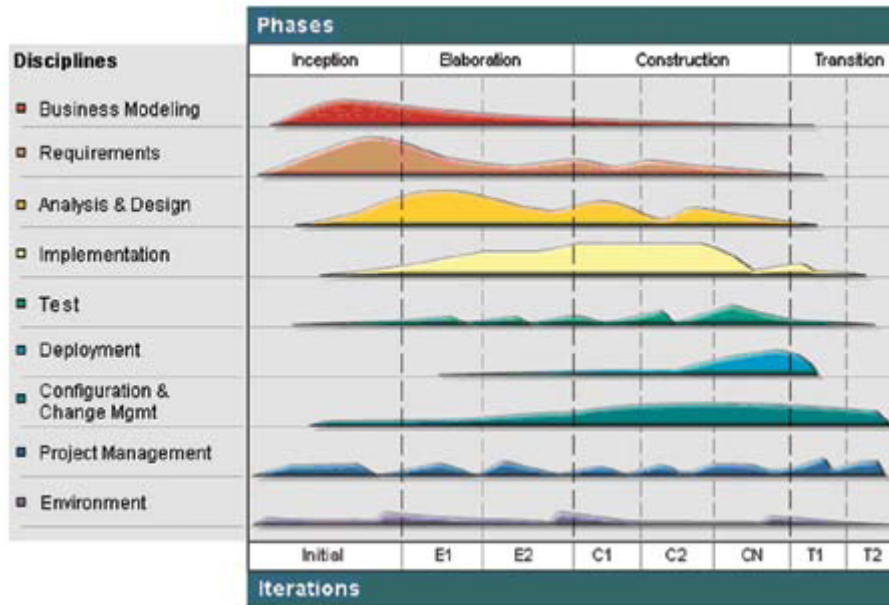 Phases
Disciplines
Inception
Elaboration
Construction
Transition
Business Modeling
Requirements
Analysis & Design
Implementation
Test
Deployment
Configuration &
Change Mgmt
Project Management
Environment
Initial
E1
E2
C1
C2
CN
T1
T2
Iterations